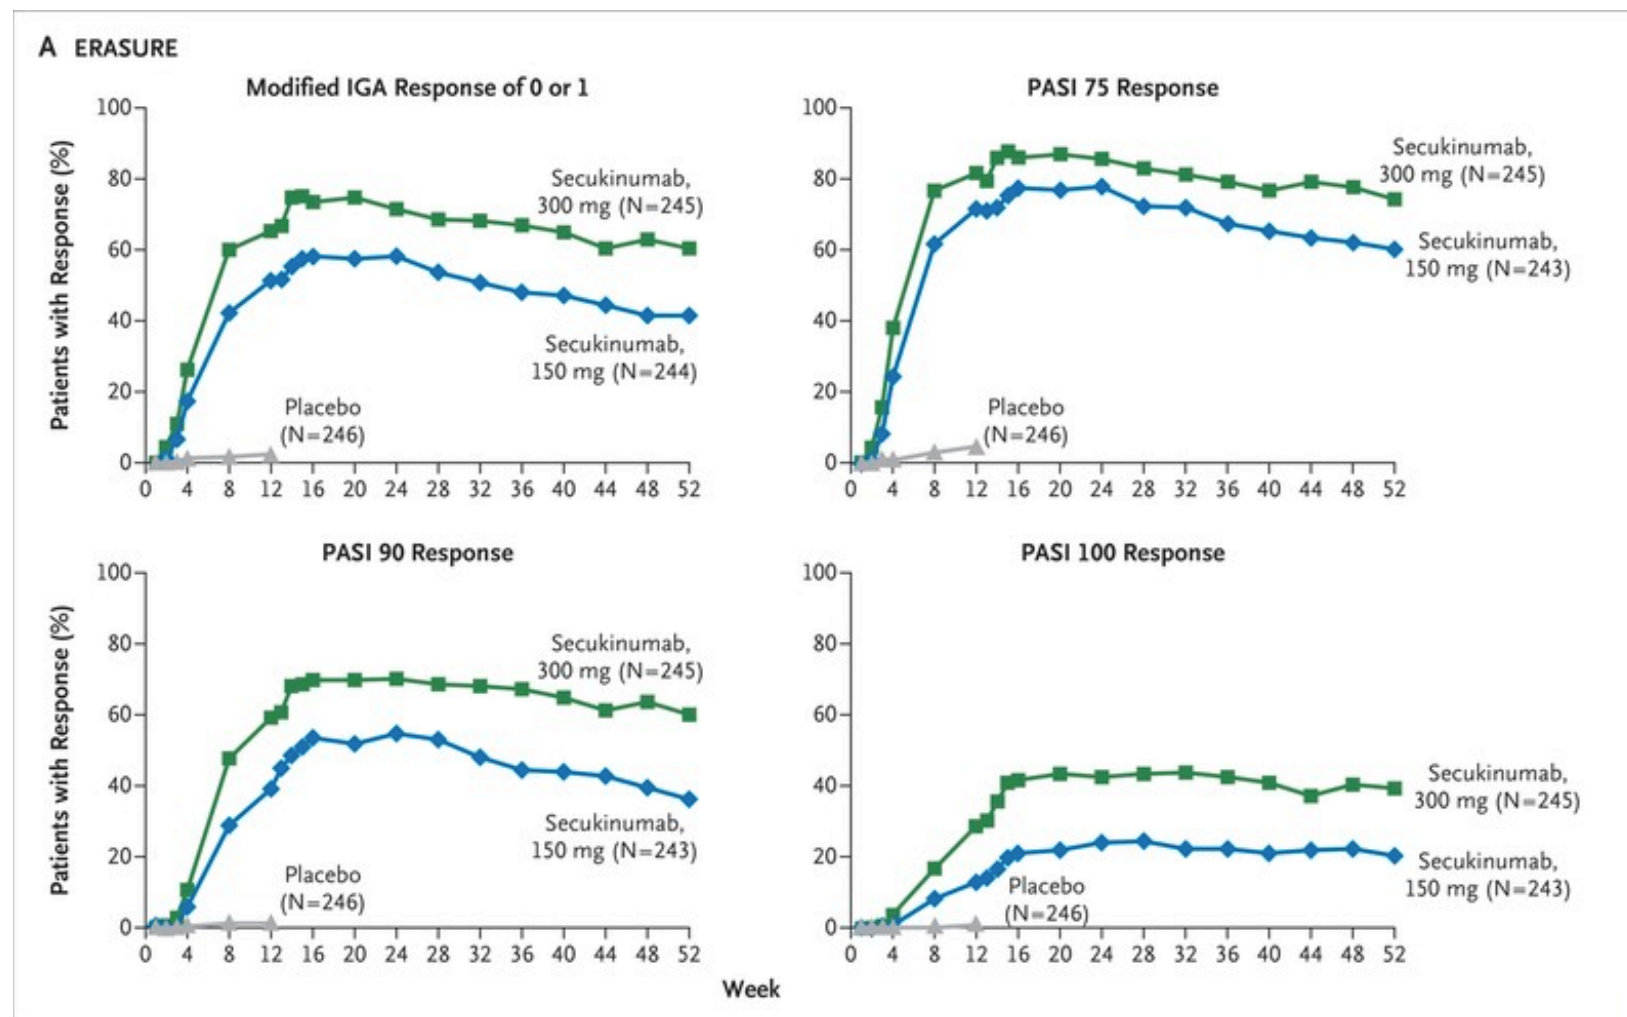 A ERASURE
Modified IGA Response of 0 or 1
Patients with Response (%)
100
80
60
40
20
0
Secukinumab,
300 mg (N=245)
Secukinumab,
150 mg (N=244)
Placebo
(N=246)
0 4 8 12 16 20 24 28 32 36 40 44 48 52
PASI 75 Response
100
80
60
40
20
0
Secukinumab,
300 mg (N=245)
Secukinumab,
150 mg (N=243)
Placebo
(N=246)
0 4 8 12 16 20 24 28 32 36 40 44 48 52
PASI 90 Response
Patients with Response (%)
100
80
60
40
20
0
Secukinumab,
300 mg (N=245)
Secukinumab,
150 mg (N=243)
Placebo
(N=246)
0 4 8 12 16 20 24 28 32 36 40 44 48 52
PASI 100 Response
100
80
60
40
20
0
Secukinumab,
300 mg (N=245)
Secukinumab,
150 mg (N=243)
Placebo
(N=246)
0 4 8 12 16 20 24 28 32 36 40 44 48 52
Week